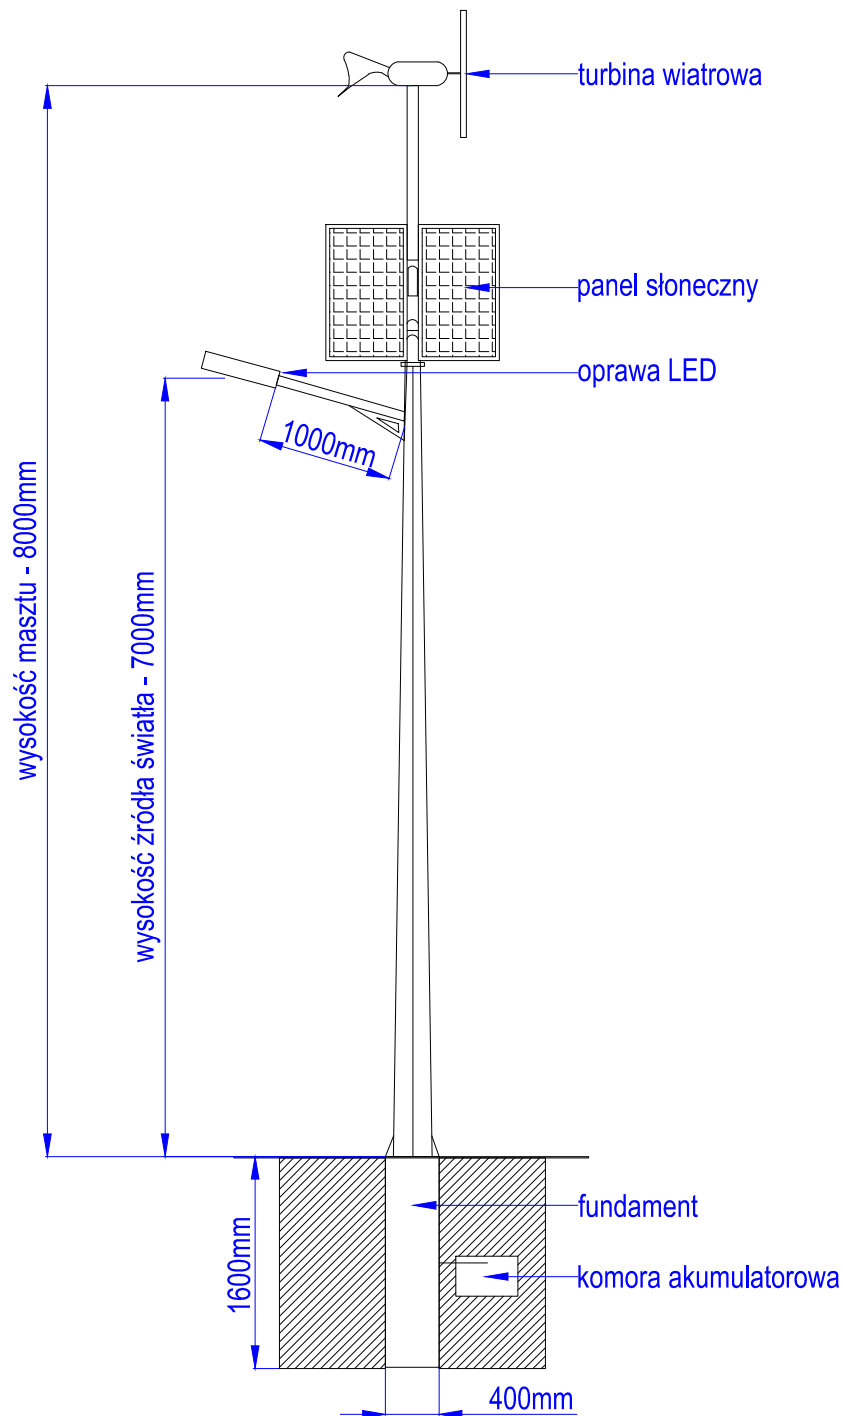 turbina wiatrowa
panel słoneczny
oprawa LED
1000mm
wysokość masztu - 8000mm
wysokość źródła światła - 7000mm
fundament
komora akumulatorowa
1600mm
400mm